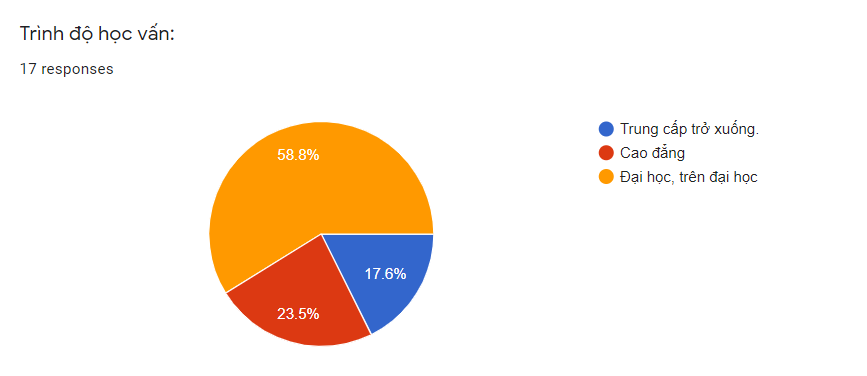 Trình độ học vấn:
17 responses
58.8%
17.6%
23.5%
Trung cấp trở xuống.
Cao đẳng
Đại học, trên đại học